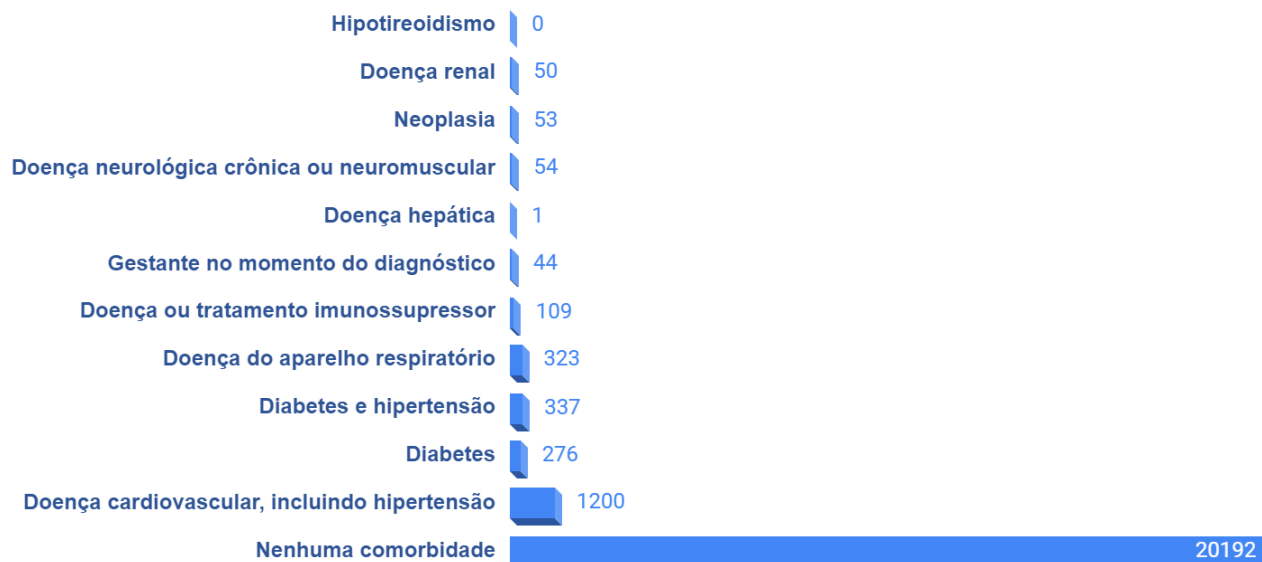 Hipotireoidismo 0
Doença renal 50
Neoplasia 53
Doença neurológica crônica ou neuromuscular 54
Doença hepática 1
Gestante no momento do diagnóstico 44
Doença ou tratamento imunossupressor 109
Doença do aparelho respiratório 323
Diabetes e hipertensão 337
Diabetes 276
Doença cardiovascular, incluindo hipertensão 1200
Nenhuma comorbidade 20192